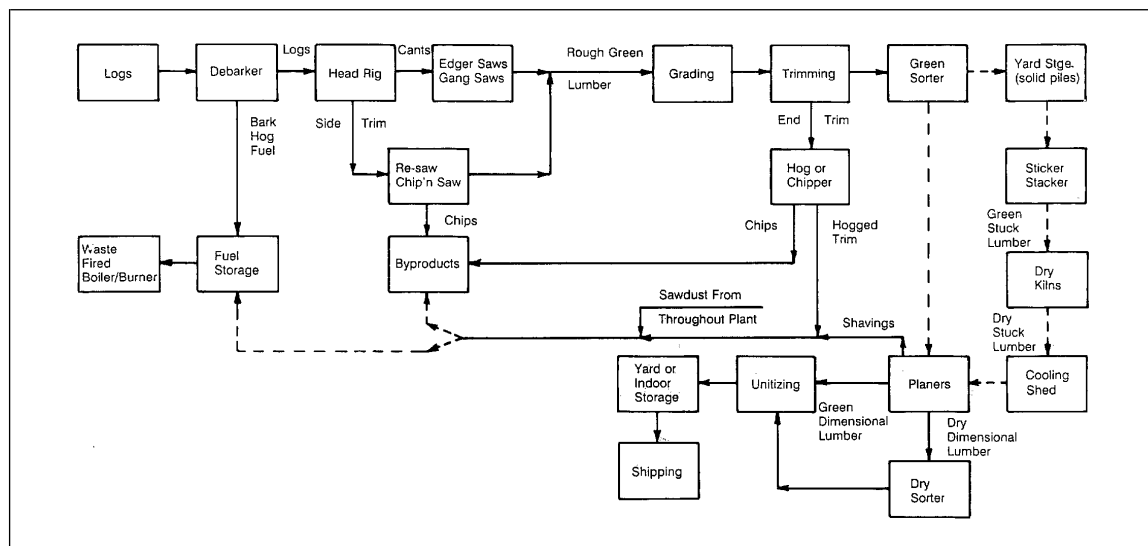 Logs
Debarker
Logs
Head Rig
Cants
Edger Saws
Gang Saws
Rough Green
Lumber
Grading
Trimming
Green
Sorter
Yard Stge.
(solid piles)
Bark
Hog
Fuel
Side Trim
Re-saw
Chip'n Saw
End Trim
Hog or
Chipper
Sticker
Stacker
Green
Stuck
Lumber
Chips
Chips
Hogged
Trim
Waste
Fired
Boiler/Burner
Fuel
Storage
Byproducts
Dry
Kilns
Sawdust From
Throughout Plant
Shavings
Dry
Stuck
Lumber
Yard or
Indoor
Storage
Unitizing
Planers
Cooling
Shed
Green
Dimensional
Lumber
Dry
Dimensional
Lumber
Shipping
Dry
Sorter